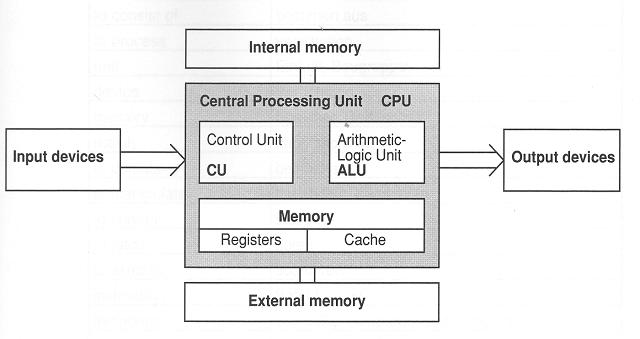 Internal memory
Central Processing Unit CPU
Control Unit
CU
Arithmetic-
Logic Unit
ALU
Input devices
Output devices
Memory
Registers
Cache
External memory